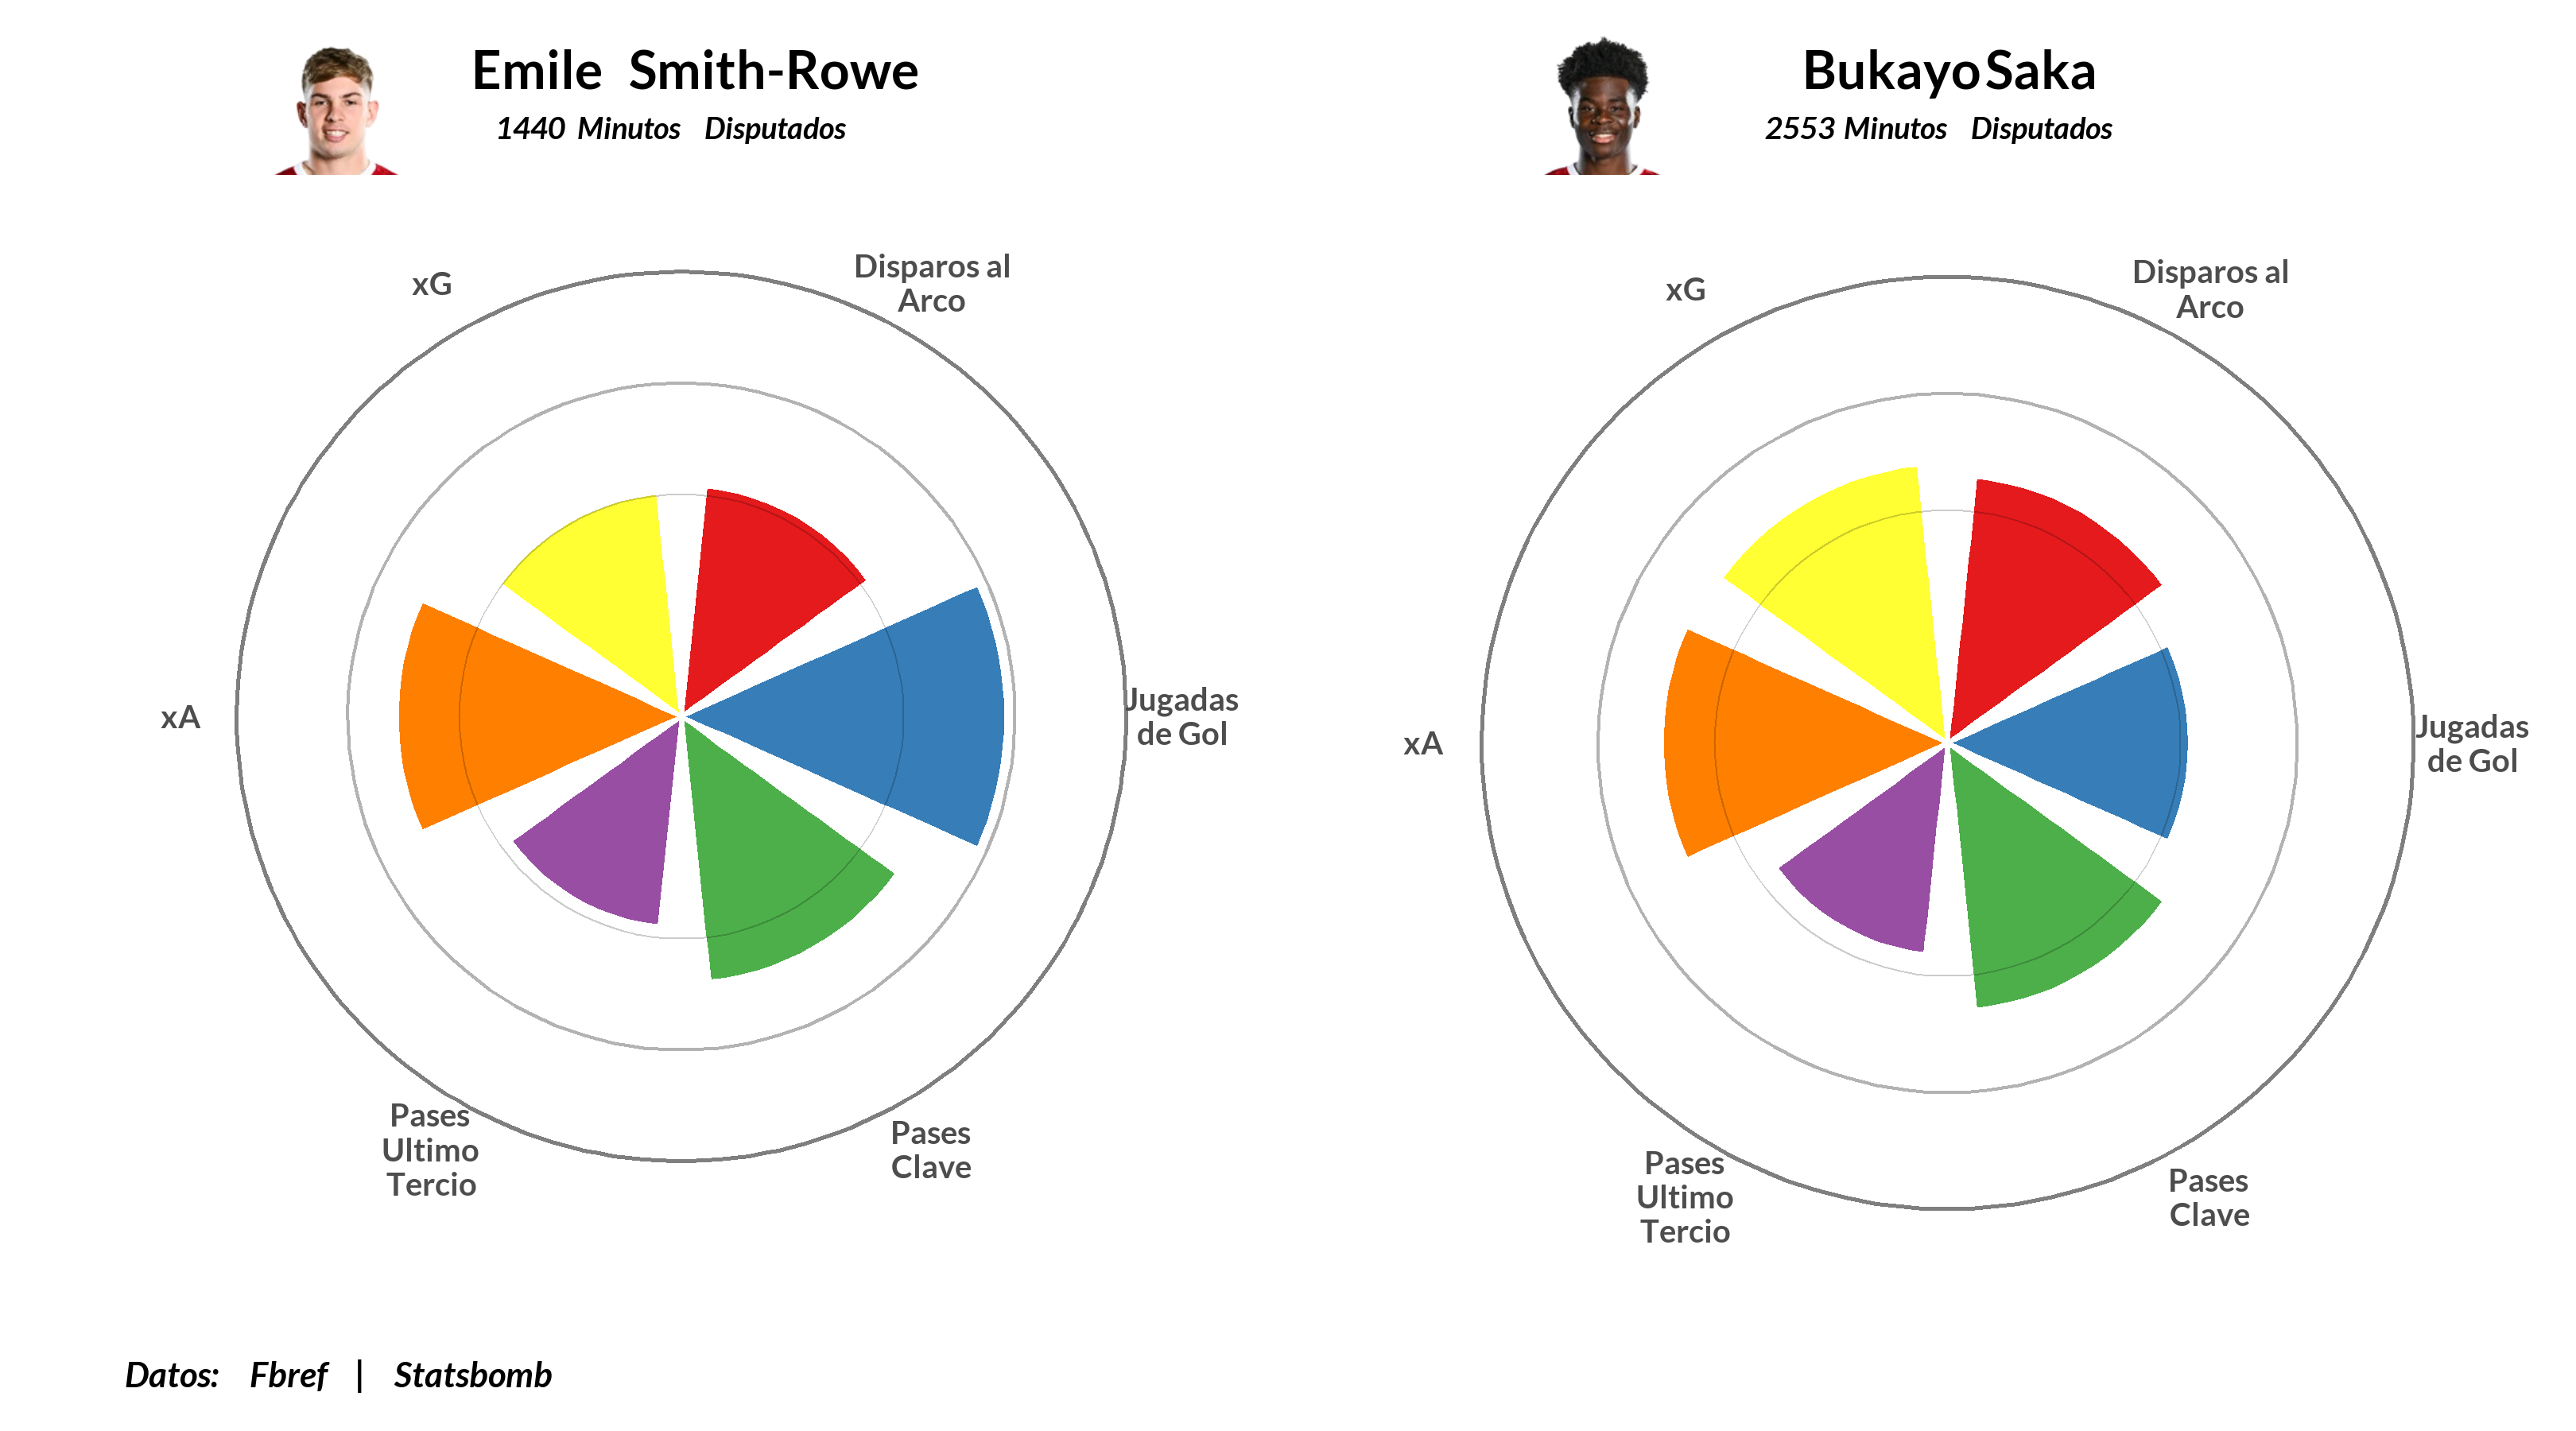 Emile Smith-Rowe
1440 Minutos Disputados
xG
Disparos al
Arco
Jugadas
de Gol
xA
Pases
Ultimo
Tercio
Pases
Clave
Bukayo Saka
2553 Minutos Disputados
xG
Disparos al
Arco
Jugadas
de Gol
xA
Pases
Ultimo
Tercio
Pases
Clave
Datos: Fbref | Statsbomb